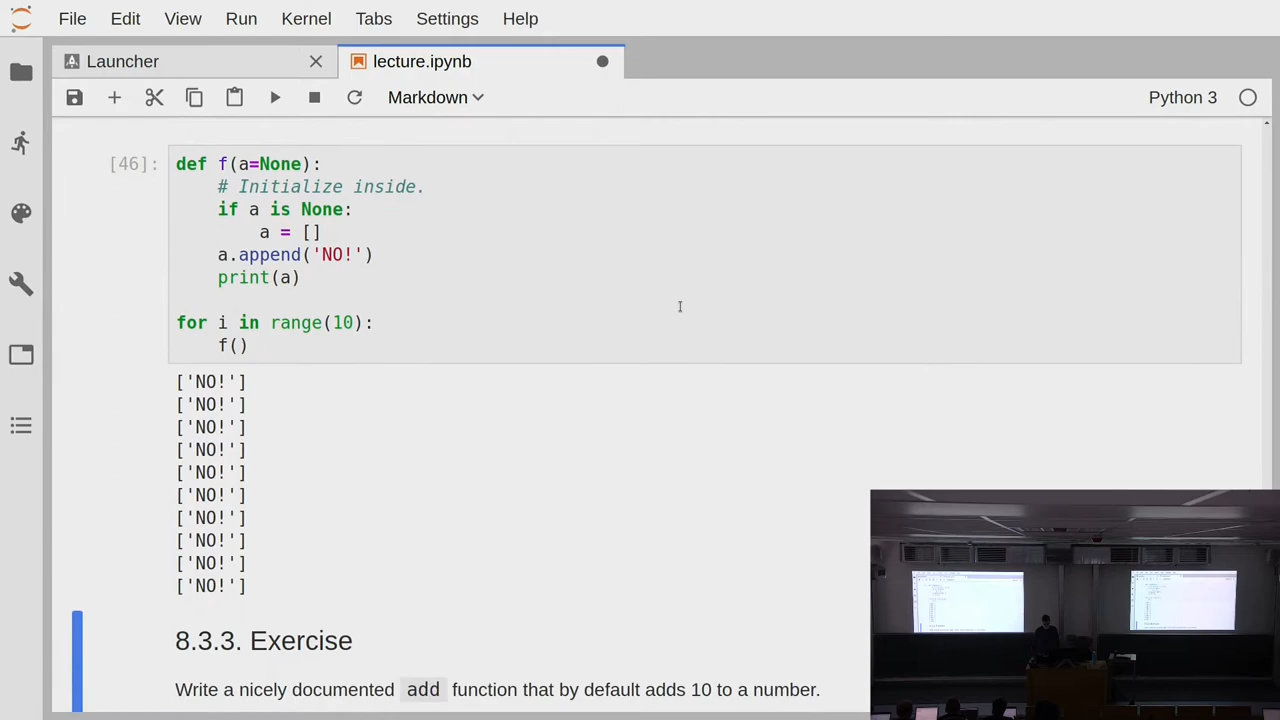 File Edit View Run Kernel Tabs Settings Help
Launcher
lecture.ipynb
Markdown
Python 3
[46]:
def f(a=None):
    # Initialize inside.
    if a is None:
        a = []
    a.append('NO!')
    print(a)
for i in range(10):
    f()
['NO!']
['NO!']
['NO!']
['NO!']
['NO!']
['NO!']
['NO!']
['NO!']
['NO!']
['NO!']
8.3.3. Exercise
Write a nicely documented add function that by default adds 10 to a number.